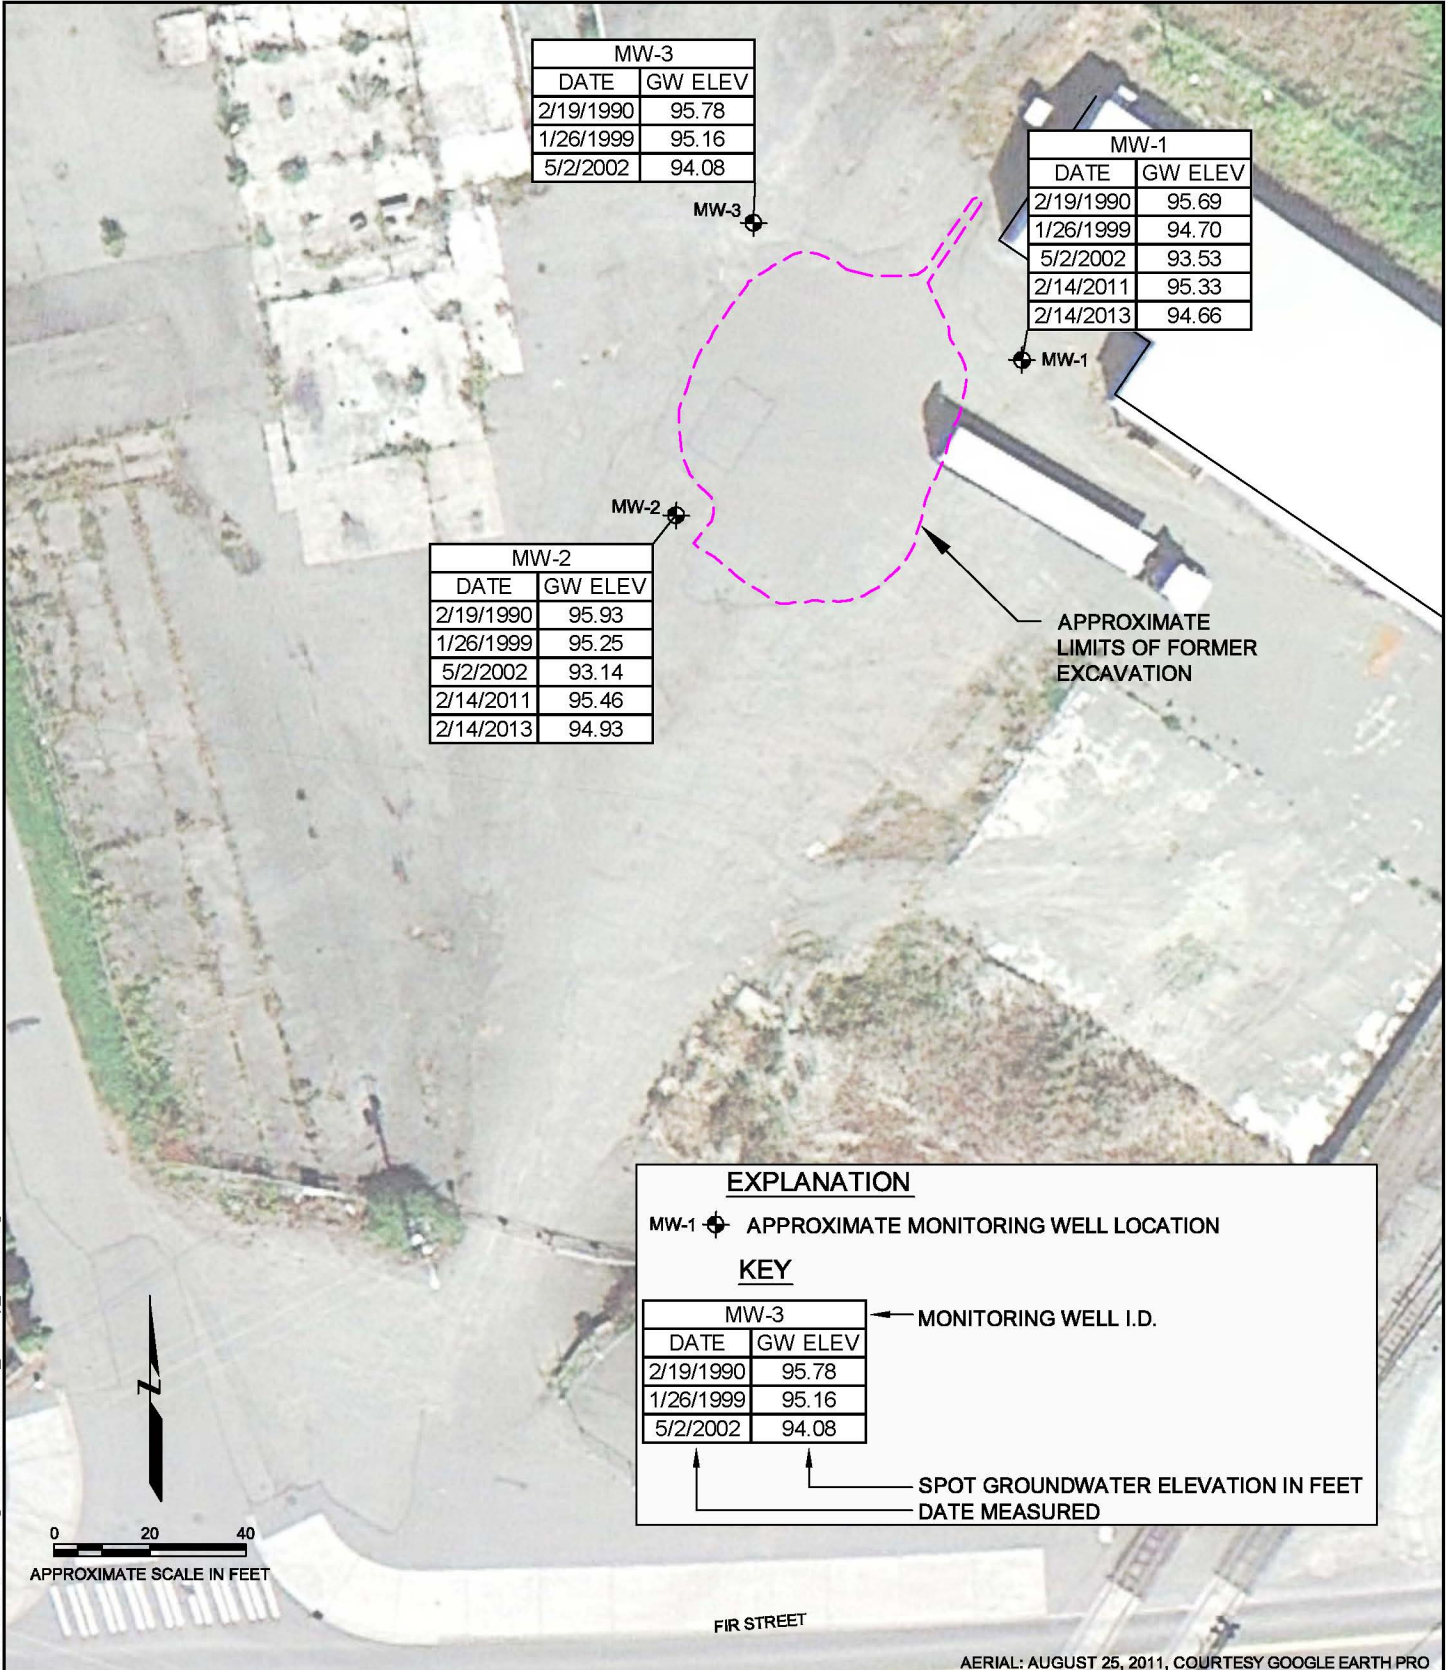 MW-3
DATE GW ELEV
2/19/1990 95.78
1/26/1999 95.16
5/2/2002 94.08
MW-3
MW-1
DATE GW ELEV
2/19/1990 95.69
1/26/1999 94.70
5/2/2002 93.53
2/14/2011 95.33
2/14/2013 94.66
MW-1
MW-2
MW-2
DATE GW ELEV
2/19/1990 95.93
1/26/1999 95.25
5/2/2002 93.14
2/14/2011 95.46
2/14/2013 94.93
APPROXIMATE
LIMITS OF FORMER
EXCAVATION
EXPLANATION
MW-1 APPROXIMATE MONITORING WELL LOCATION
KEY
MW-3
DATE GW ELEV
2/19/1990 95.78
1/26/1999 95.16
5/2/2002 94.08
MONITORING WELL I.D.
SPOT GROUNDWATER ELEVATION IN FEET
DATE MEASURED
Z
0 20 40
APPROXIMATE SCALE IN FEET
FIR STREET
AERIAL: AUGUST 25, 2011, COURTESY GOOGLE EARTH PRO